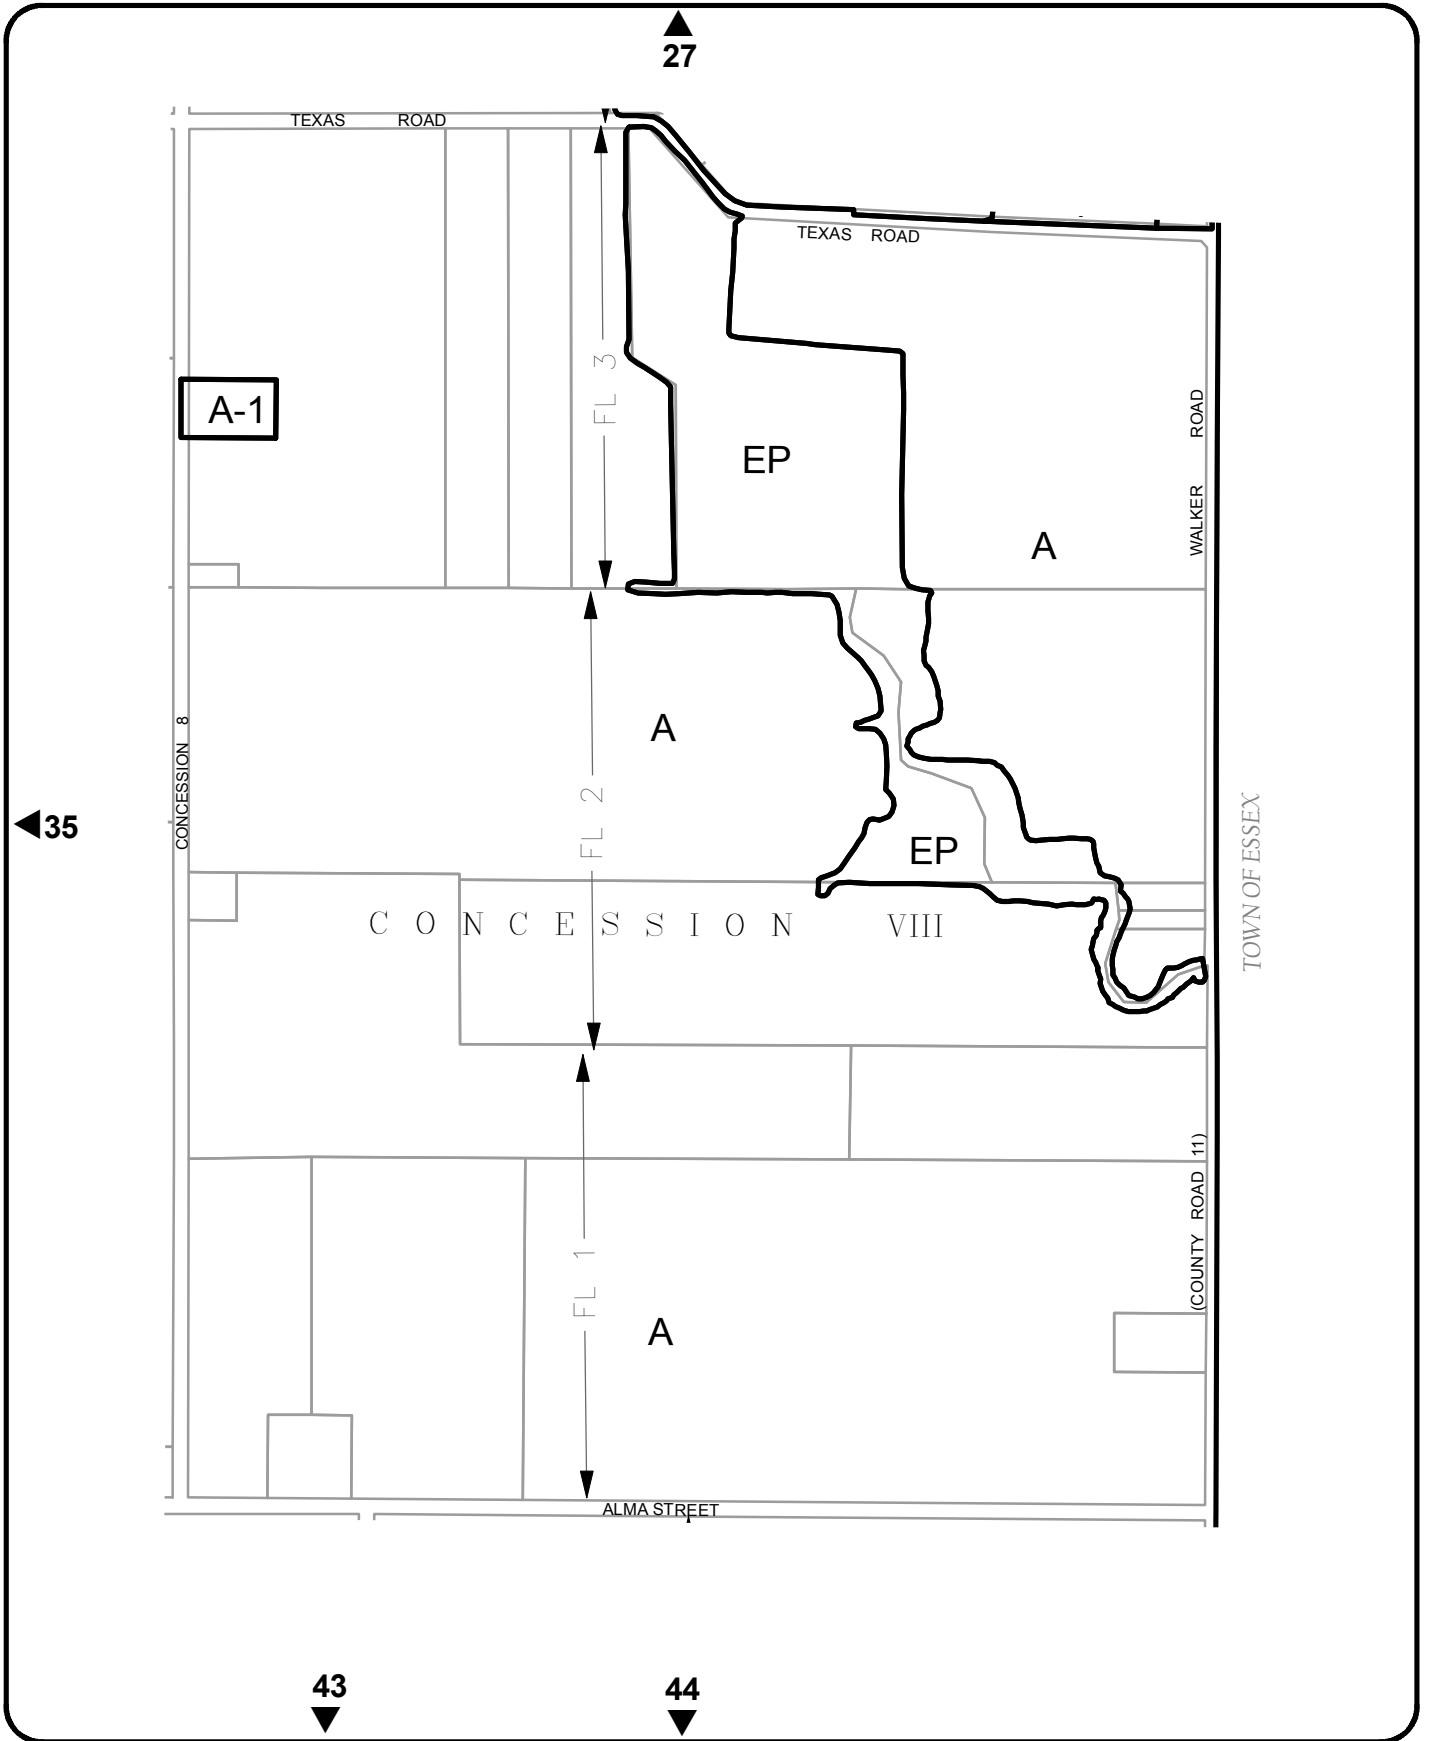 27
TEXAS ROAD
TEXAS ROAD
FL 3
A-1
WALKER ROAD
EP
A
A
CONCESSION 8
FL 2
35
TOWN OF ESSEX
EP
CONCESSION VIII
(COUNTY ROAD 11)
FL 1
A
ALMA STREET
43
44